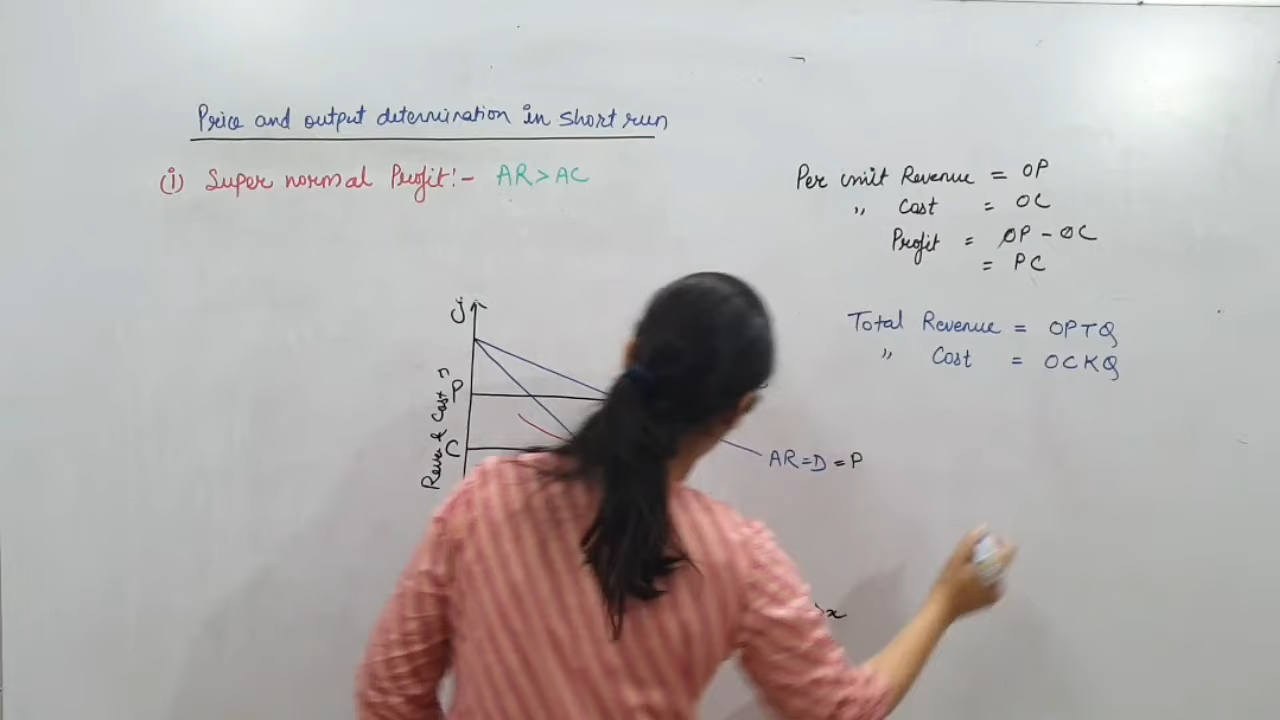 Price and output determination in short run
(i) Super normal Profit:- AR > AC
Per unit Revenue = OP
,, Cost = OC
Profit = OP - OC
= PC
Total Revenue = OPTQ
,, Cost = OCKQ
y
P
C
Reven & Cost
AR = D = P
x